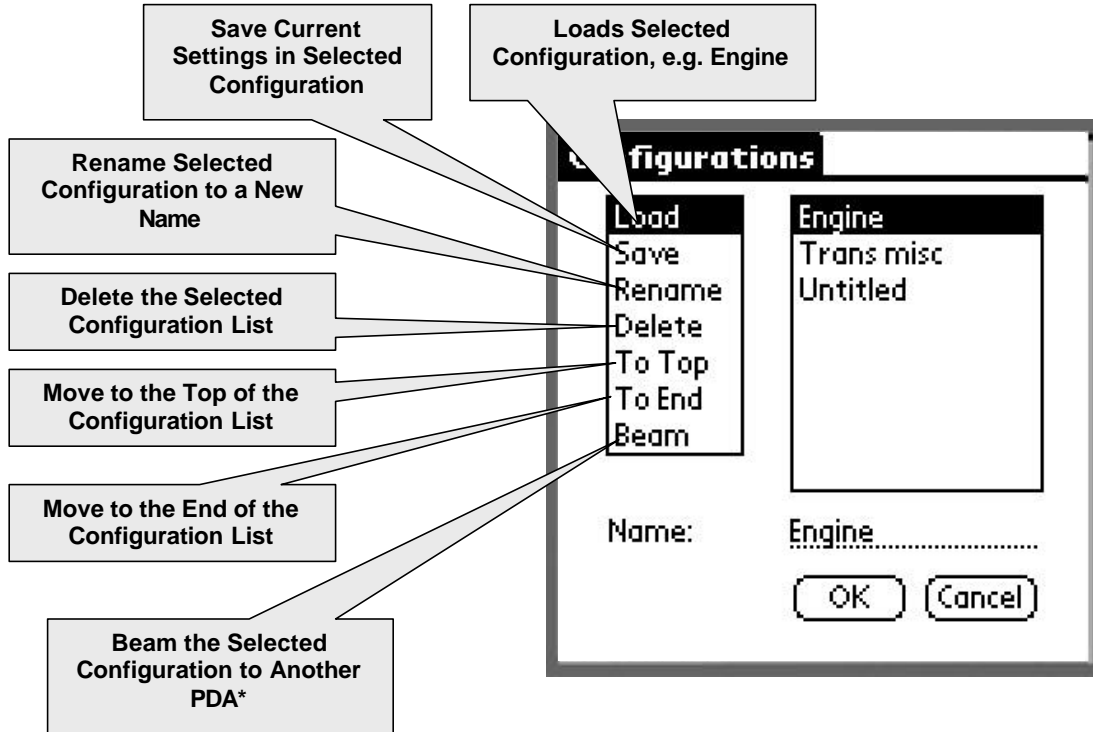 Save Current
Settings in Selected
Configuration
Loads Selected
Configuration, e.g. Engine
Rename Selected
Configuration to a New
Name
Delete the Selected
Configuration List
Move to the Top of the
Configuration List
Move to the End of the
Configuration List
Beam the Selected
Configuration to Another
PDA*
Configurations
Load
Save
Rename
Delete
To Top
To End
Beam
Engine
Trans misc
Untitled
Name: Engine
OK Cancel